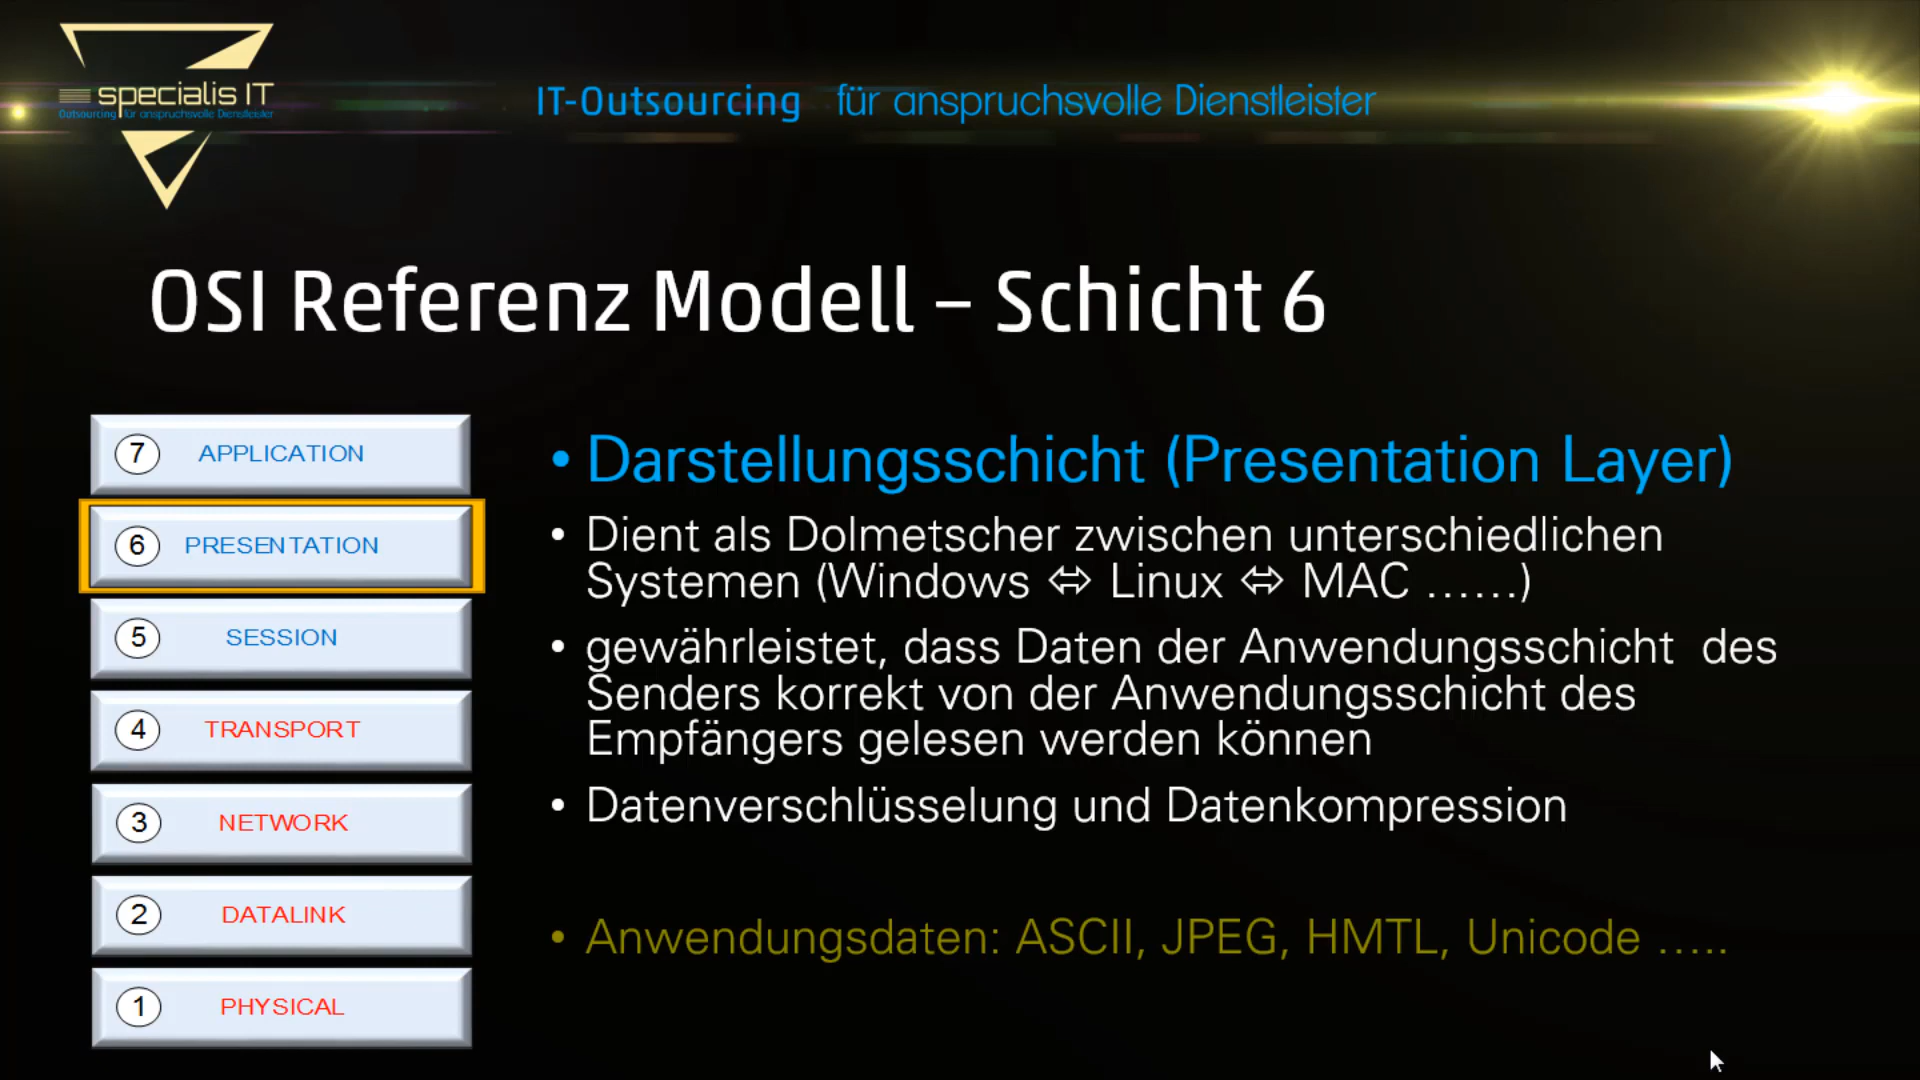 specialis IT
Outsourcing für anspruchsvolle Dienstleister
IT-Outsourcing für anspruchsvolle Dienstleister
OSI Referenz Modell – Schicht 6
7 APPLICATION
6 PRESENTATION
5 SESSION
4 TRANSPORT
3 NETWORK
2 DATALINK
1 PHYSICAL
• Darstellungsschicht (Presentation Layer)
• Dient als Dolmetscher zwischen unterschiedlichen
Systemen (Windows ⬄ Linux ⬄ MAC ……)
• gewährleistet, dass Daten der Anwendungsschicht des
Senders korrekt von der Anwendungsschicht des
Empfängers gelesen werden können
• Datenverschlüsselung und Datenkompression
• Anwendungsdaten: ASCII, JPEG, HMTL, Unicode …..